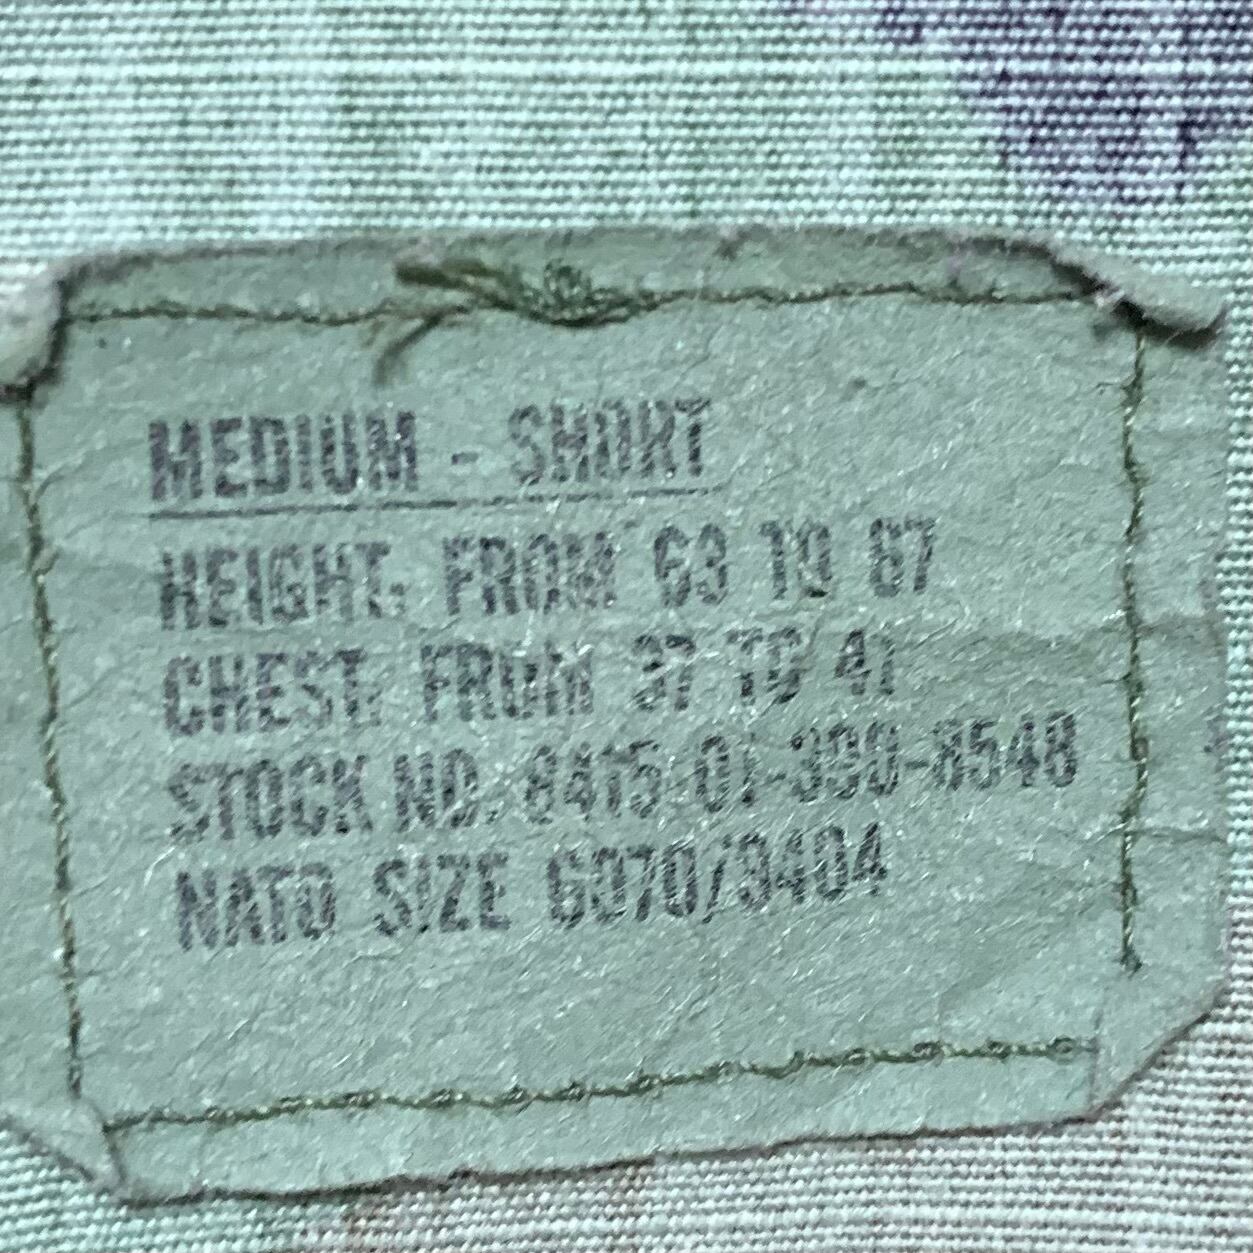 MEDIUM - SHORT
HEIGHT: FROM 63 TO 67
CHEST: FROM 37 TO 41
STOCK NO. 8415-01-390-8548
NATO SIZE 6070/9404